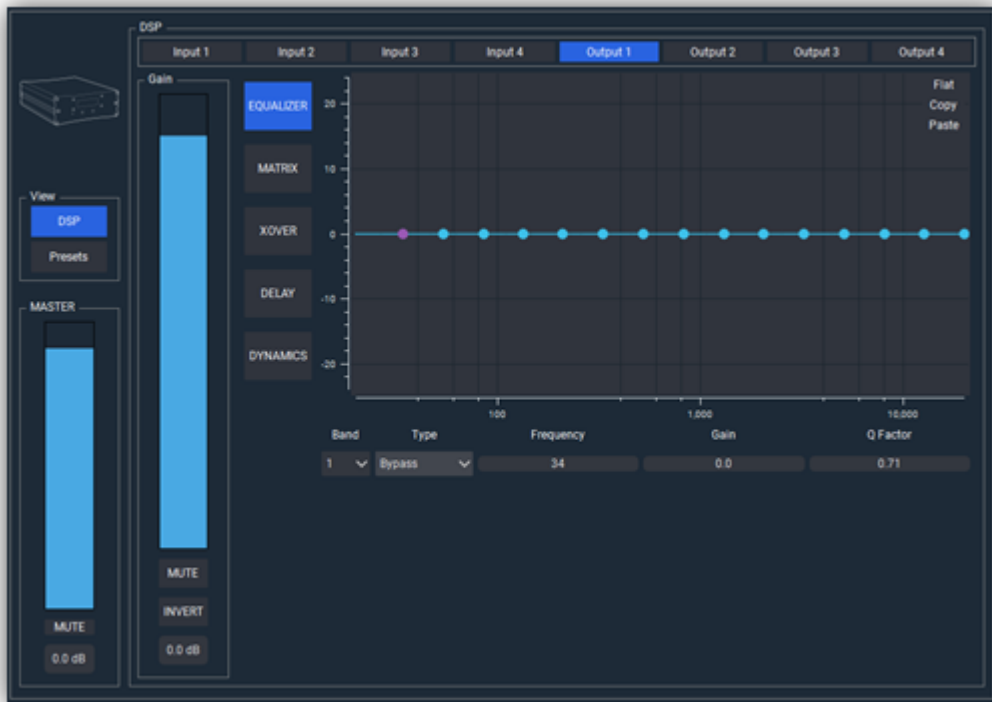 DSP
Input 1 Input 2 Input 3 Input 4 Output 1 Output 2 Output 3 Output 4
View
DSP
Presets
MASTER
MUTE
0.0 dB
Gain
MUTE
INVERT
0.0 dB
EQUALIZER
MATRIX
XOVER
DELAY
DYNAMICS
Flat
Copy
Paste
20
10
0
-10
-20
100 1,000 10,000
Band Type Frequency Gain Q Factor
1 Bypass 34 0.0 0.71